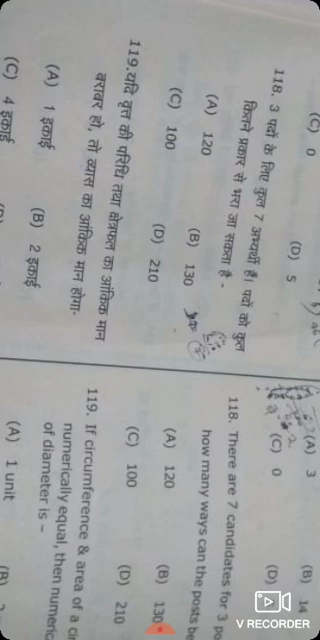 (C) 0
(D) 5
118. 3 पदों के लिए कुल 7 अभ्यर्थी हैं। पदों को कुल
कितने प्रकार से भरा जा सकता है -
(A) 120
(B) 130
(C) 100
(D) 210
119.यदि वृत्त की परिधि तथा क्षेत्रफल का आंकिक मान
बराबर हो, तो व्यास का आंकिक मान होगा-
(A) 1 इकाई
(B) 2 इकाई
(C) 4 इकाई
(A) 3
(B) 14
(C) 0
(D)
118. There are 7 candidates for 3
how many ways can the posts be
(A) 120
(B) 130
(C) 100
(D) 210
119. If circumference & area of a
numerically equal, then
of diameter is -
(A) 1 unit
(B)
V RECORDER